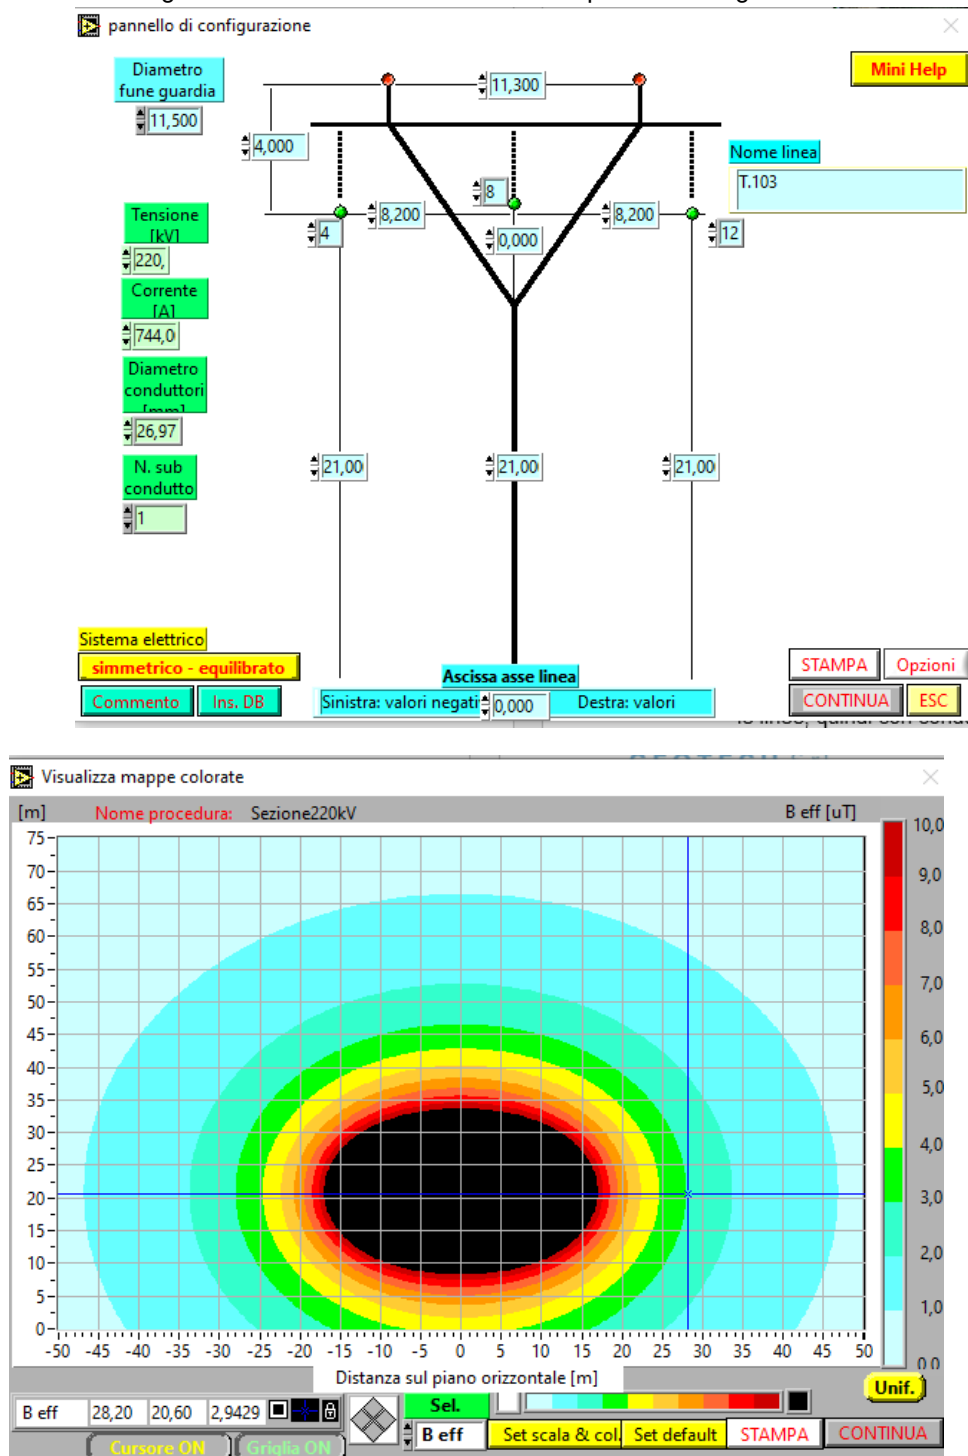 pannello di configurazione
Diametro
fune guardia
11,500
11,300
Mini Help
4,000
Nome linea
T.103
8
8,200
8,200
4
0,000
12
Tensione
[kV]
220,
Corrente
[A]
744,0
Diametro
conduttori
[mm]
26,97
N. sub
condutto
1
21,00
21,00
21,00
Sistema elettrico
simmetrico - equilibrato
Commento
Ins. DB
Ascissa asse linea
Sinistra: valori negati
0,000
Destra: valori
STAMPA
Opzioni
CONTINUA
ESC
Visualizza mappe colorate
[m]
Nome procedura:
Sezione220kV
B eff [uT]
75
70
65
60
55
50
45
40
35
30
25
20
15
10
5
0
-50 -45 -40 -35 -30 -25 -20 -15 -10 -5 0 5 10 15 20 25 30 35 40 45 50
Distanza sul piano orizzontale [m]
10,0
9,0
8,0
7,0
6,0
5,0
4,0
3,0
2,0
1,0
0,0
Unif.
B eff 28,20 20,60 2,9429
Sel.
B eff
Set scala & col.
Set default
STAMPA
CONTINUA
Cursore ON
Griglia ON